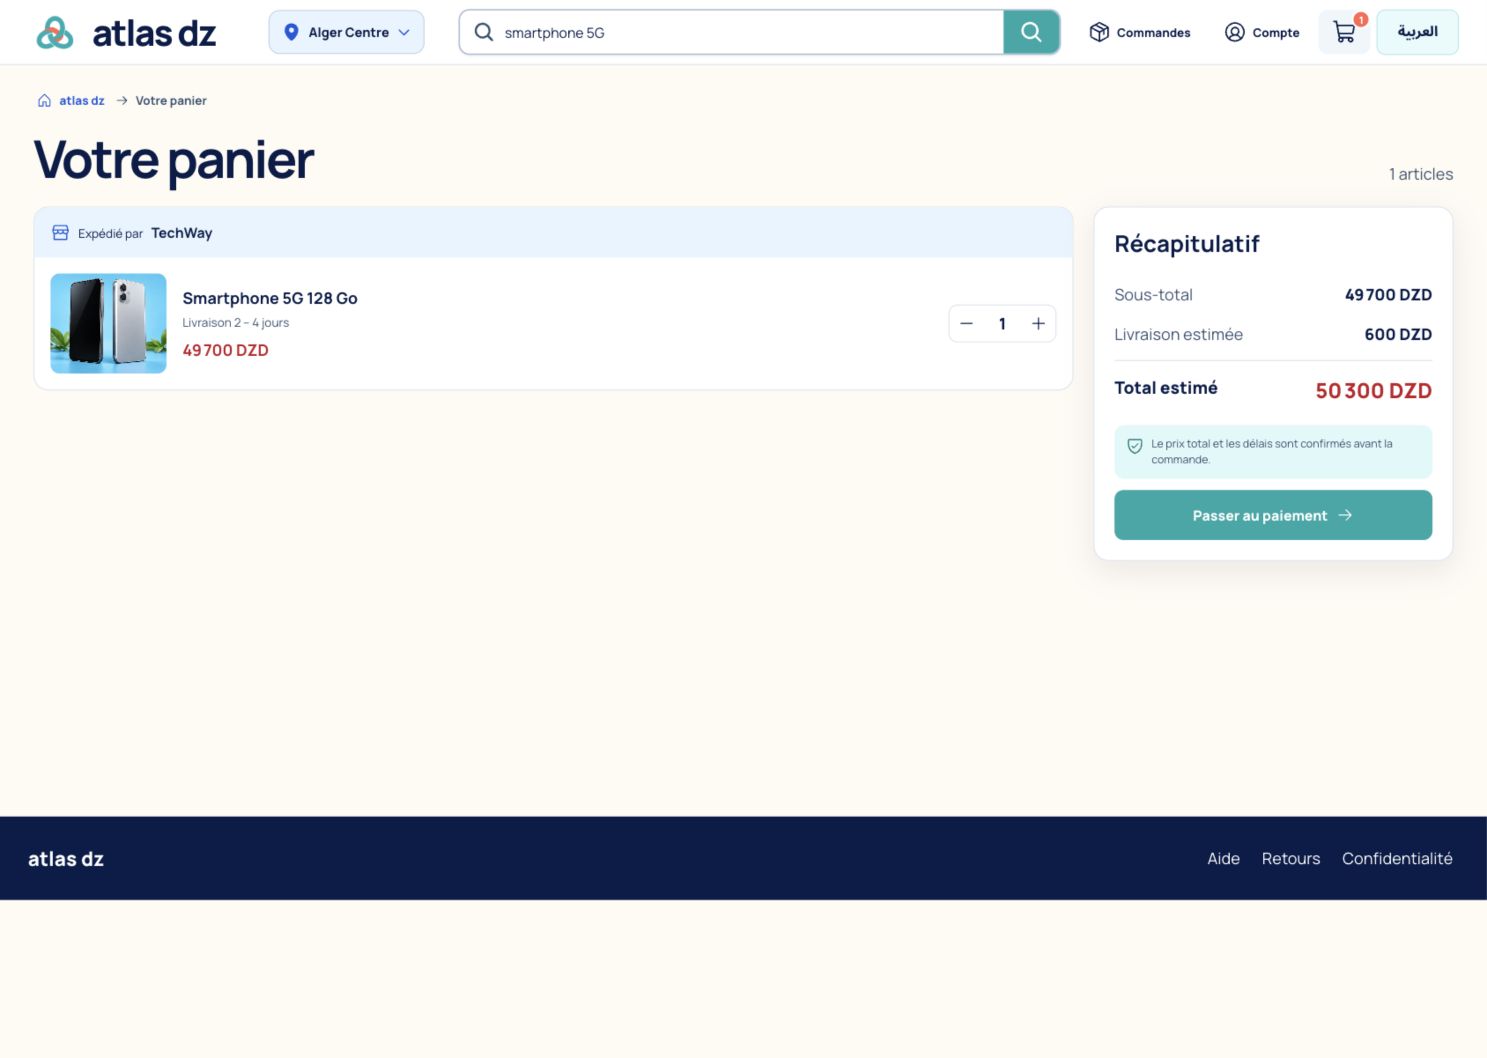 atlas dz
Alger Centre
smartphone 5G
Commandes
Compte
1
العربية
atlas dz → Votre panier
Votre panier
1 articles
Expédié par TechWay
Smartphone 5G 128 Go
Livraison 2 – 4 jours
49 700 DZD
− 1 +
Récapitulatif
Sous-total 49 700 DZD
Livraison estimée 600 DZD
Total estimé 50 300 DZD
Le prix total et les délais sont confirmés avant la
commande.
Passer au paiement →
atlas dz
Aide Retours Confidentialité